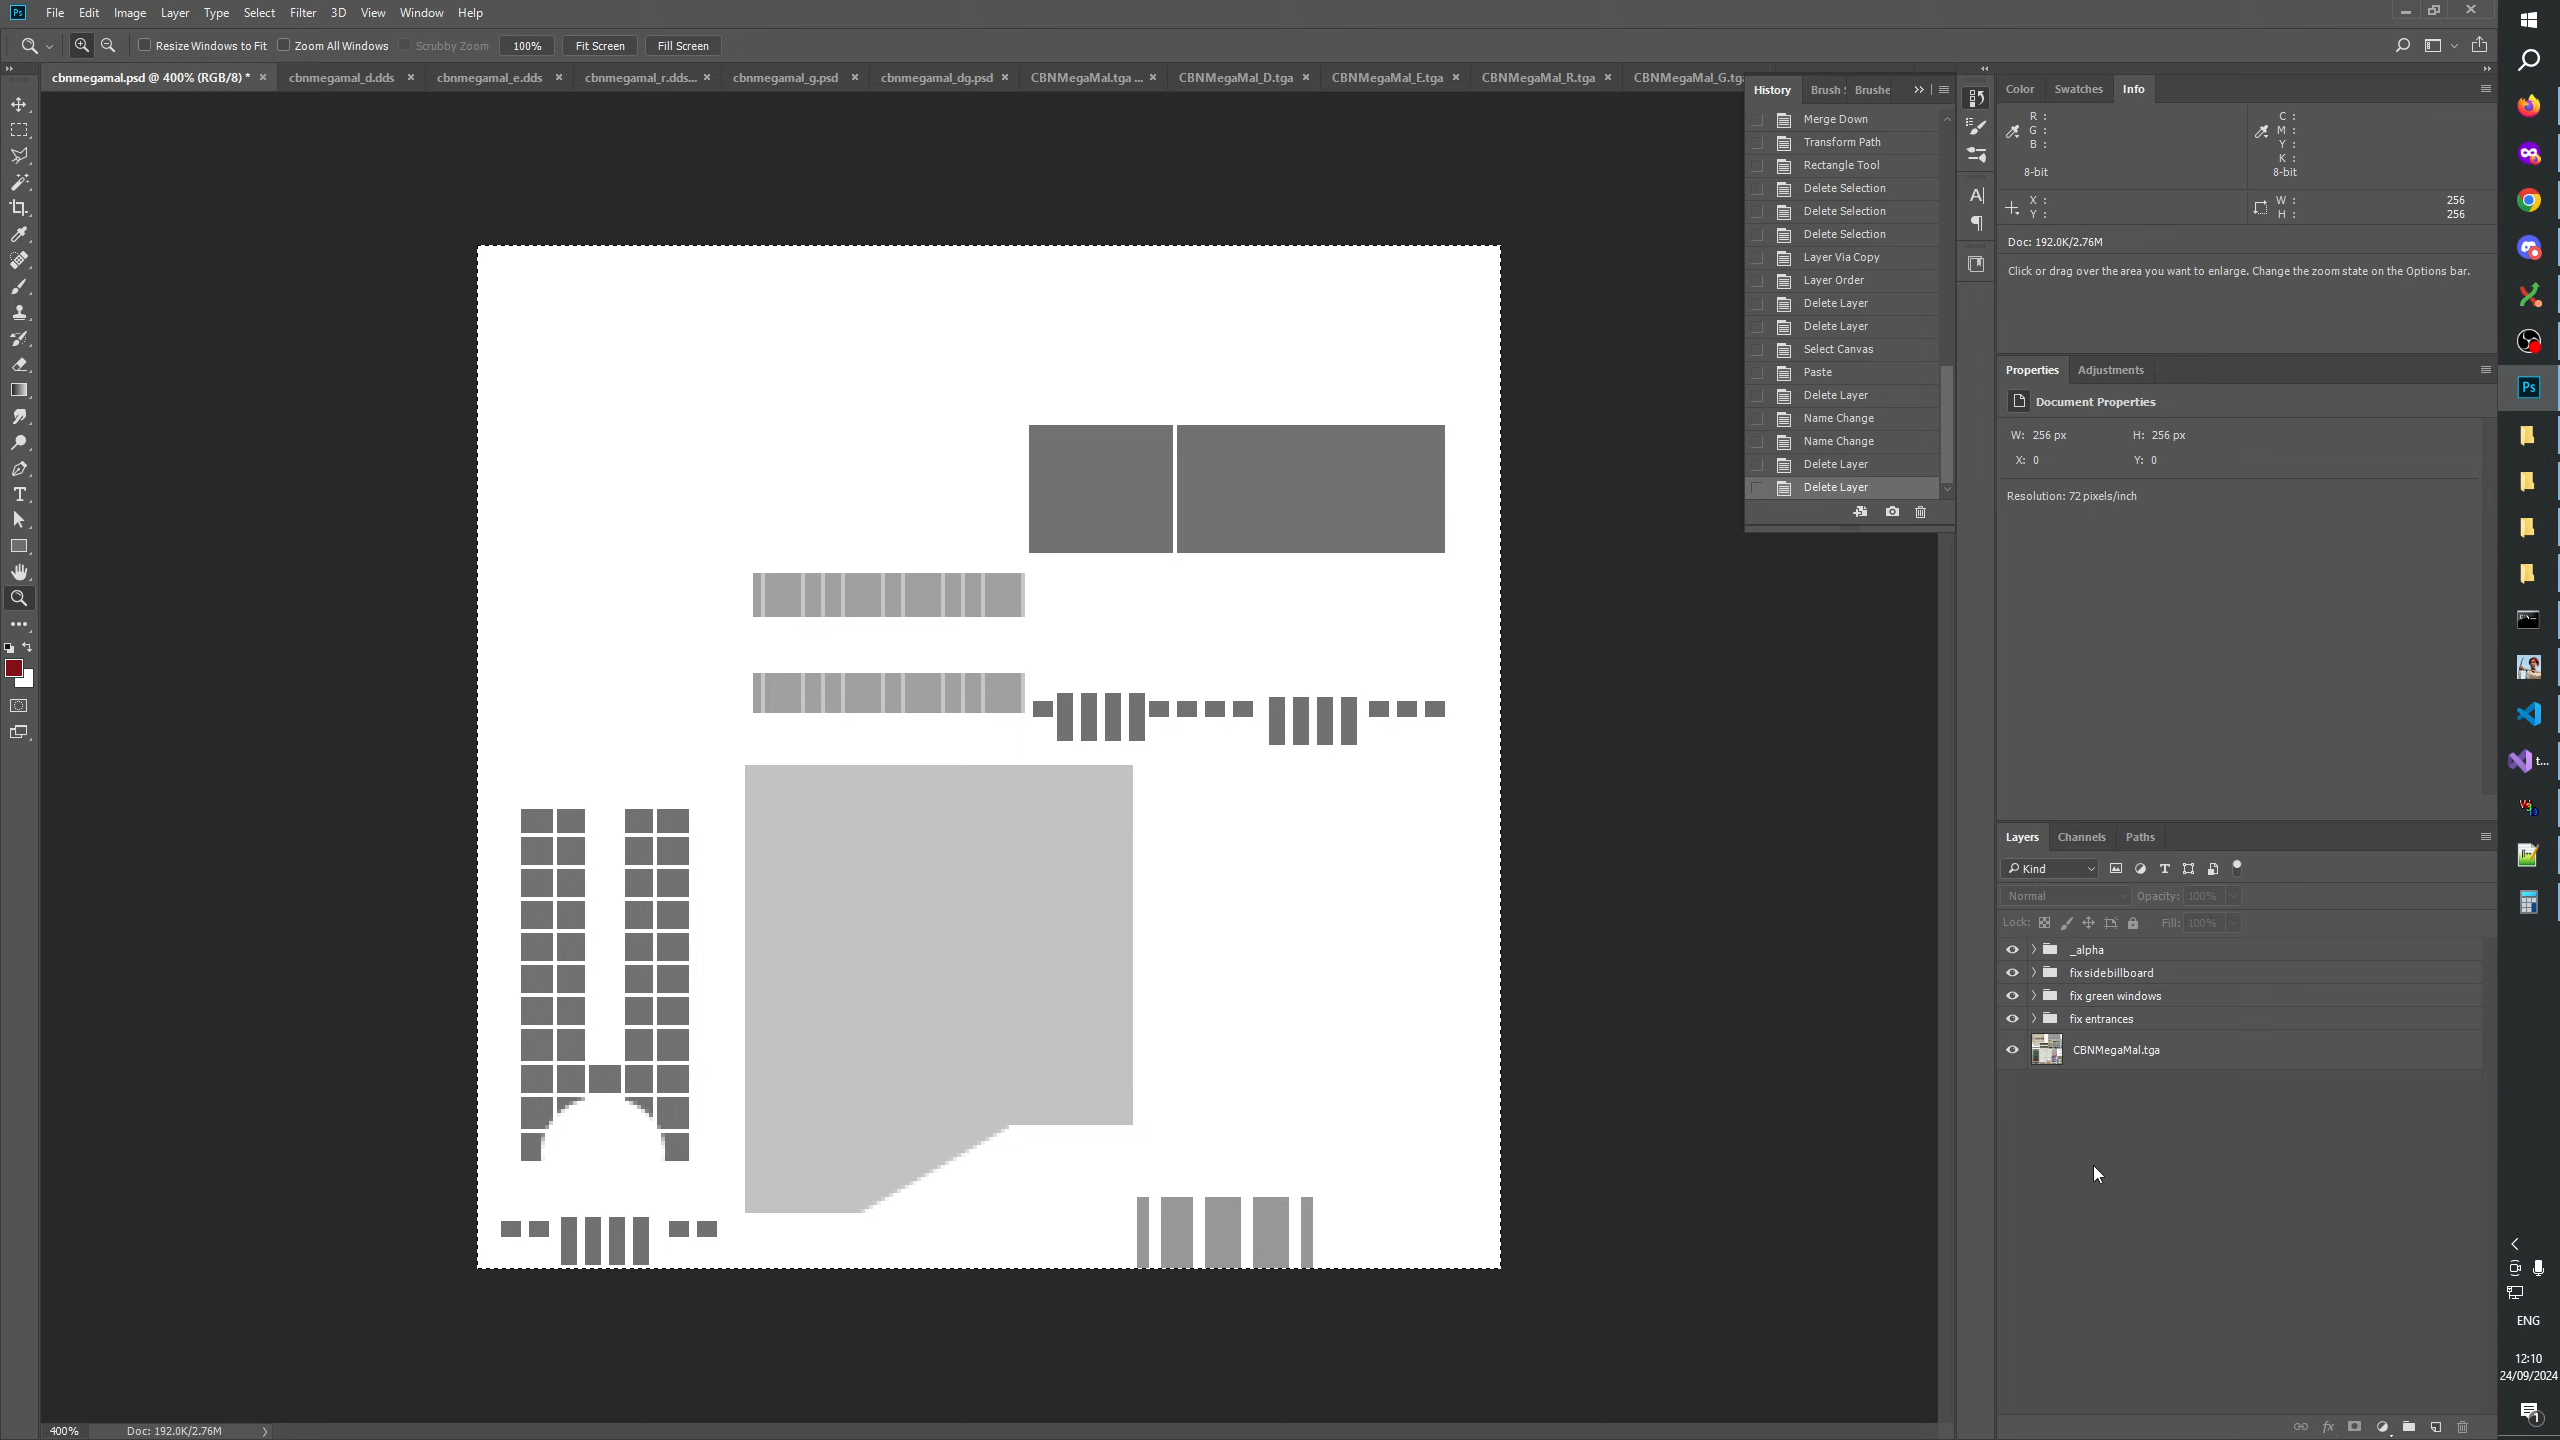 Ps File Edit Image Layer Type Select Filter 3D View Window Help
Resize Windows to Fit Zoom All Windows Scrubby Zoom 100% Fit Screen Fill Screen
cbnmegamal.psd @ 400% (RGB/8) * × cbnmegamal_d.dds × cbnmegamal_e.dds × cbnmegamal_r.dds... × cbnmegamal_g.psd × cbnmegamal_dg.psd × CBNMegaMal.tga ... × CBNMegaMal_D.tga × CBNMegaMal_E.tga × CBNMegaMal_R.tga × CBNMegaMal_G.tga
History Brush Brushe
Merge Down
Transform Path
Rectangle Tool
Delete Selection
Delete Selection
Delete Selection
Layer Via Copy
Layer Order
Delete Layer
Delete Layer
Select Canvas
Paste
Delete Layer
Name Change
Name Change
Delete Layer
Delete Layer
Color Swatches Info
R : C :
G : M :
B : Y :
K :
8-bit 8-bit
X : W : 256
Y : H : 256
Doc: 192.0K/2.76M
Click or drag over the area you want to enlarge. Change the zoom state on the Options bar.
Properties Adjustments
Document Properties
W: 256 px H: 256 px
X: 0 Y: 0
Resolution: 72 pixels/inch
Layers Channels Paths
Kind
Normal Opacity: 100%
Lock: Fill: 100%
_alpha
fix sidebillboard
fix green windows
fix entrances
CBNMegaMal.tga
400% Doc: 192.0K/2.76M
Ps
t...
ENG
12:10
24/09/2024
1